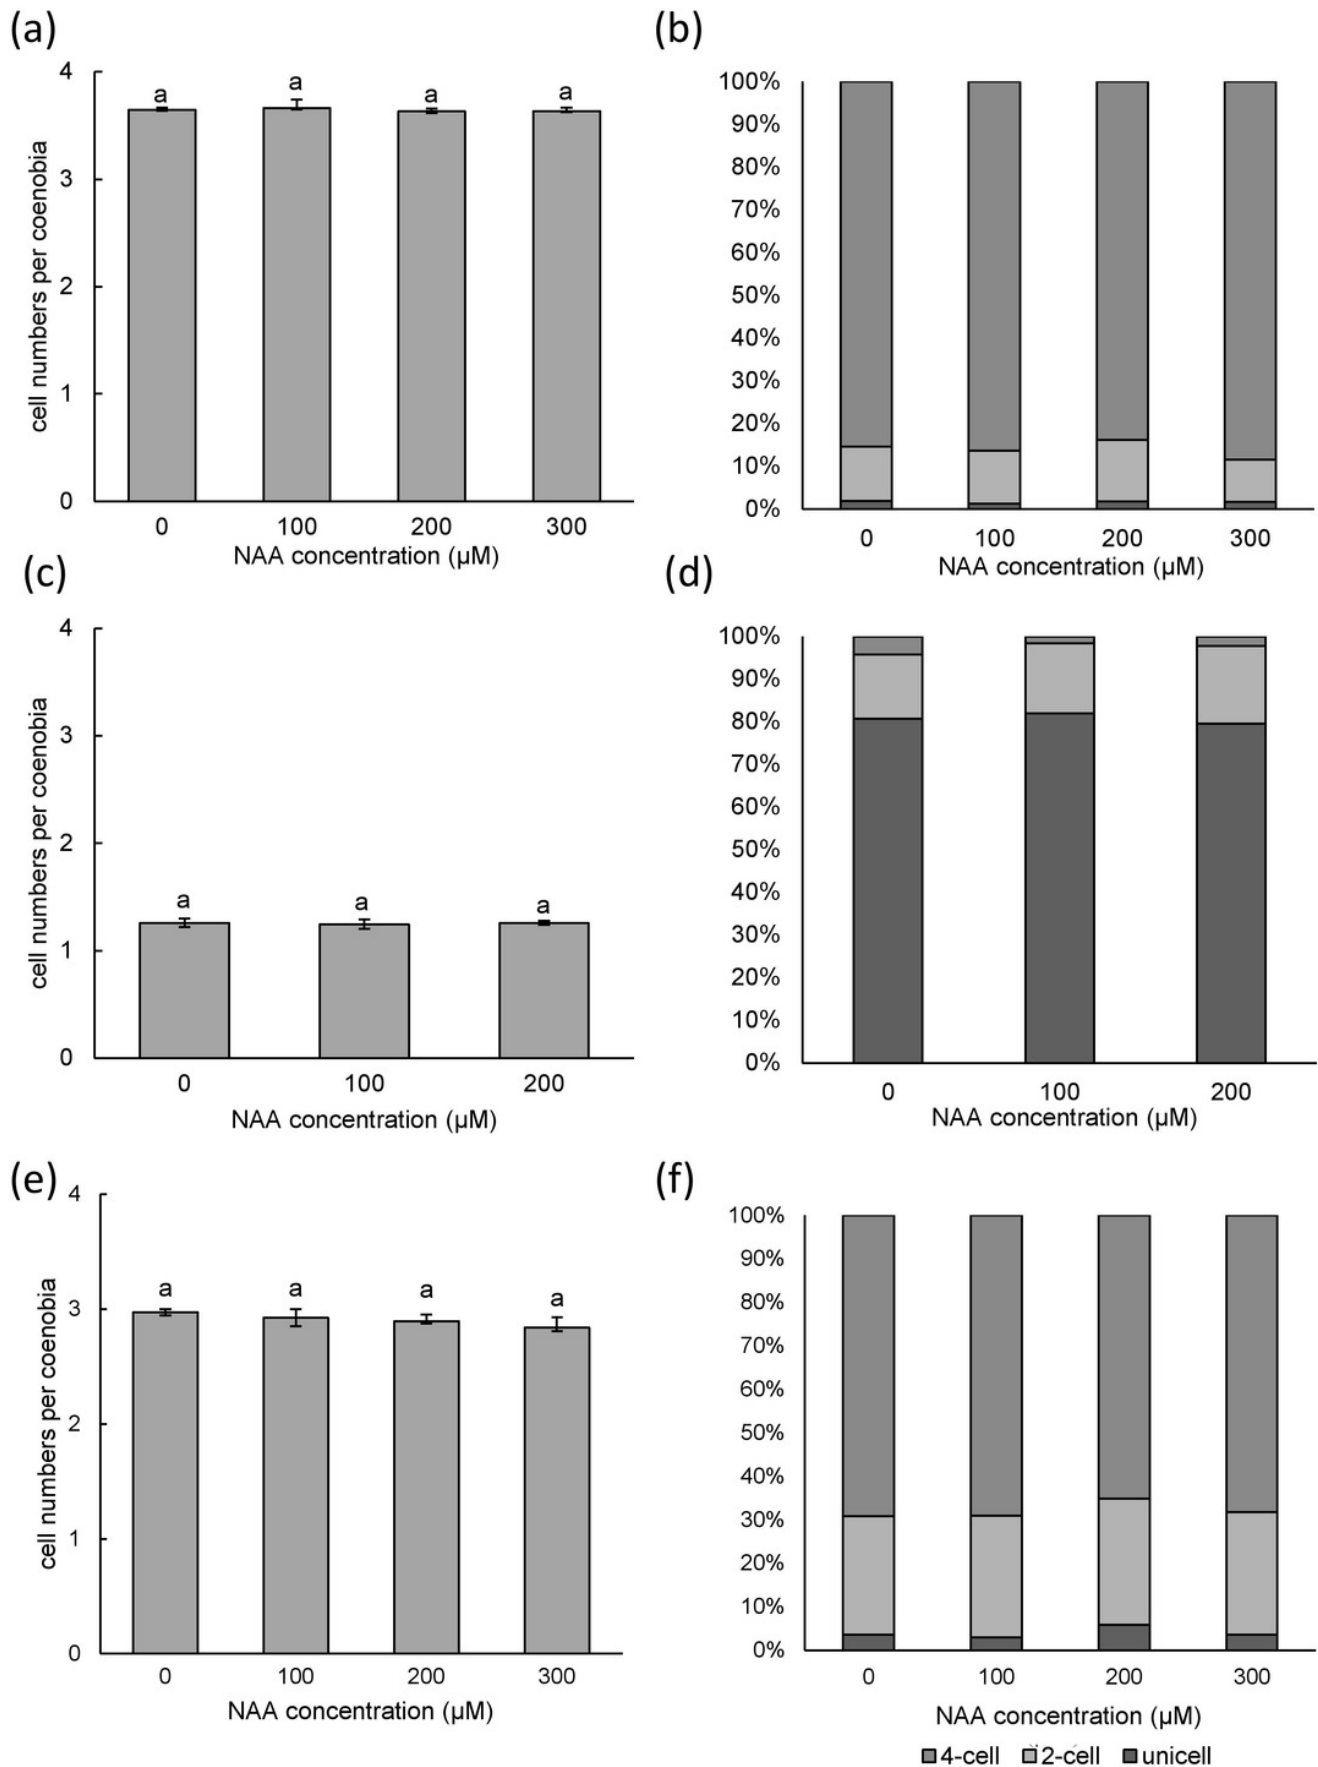 (a)
4
3
2
1
0
cell numbers per coenobia
a a a a
0 100 200 300
NAA concentration (µM)
(b)
100%
90%
80%
70%
60%
50%
40%
30%
20%
10%
0%
0 100 200 300
NAA concentration (µM)
(c)
4
3
2
1
0
cell numbers per coenobia
a a a
0 100 200
NAA concentration (µM)
(d)
100%
90%
80%
70%
60%
50%
40%
30%
20%
10%
0%
0 100 200
NAA concentration (µM)
(e)
4
3
2
1
0
cell numbers per coenobia
a a a a
0 100 200 300
NAA concentration (µM)
(f)
100%
90%
80%
70%
60%
50%
40%
30%
20%
10%
0%
0 100 200 300
NAA concentration (µM)
4-cell 2-cell unicell